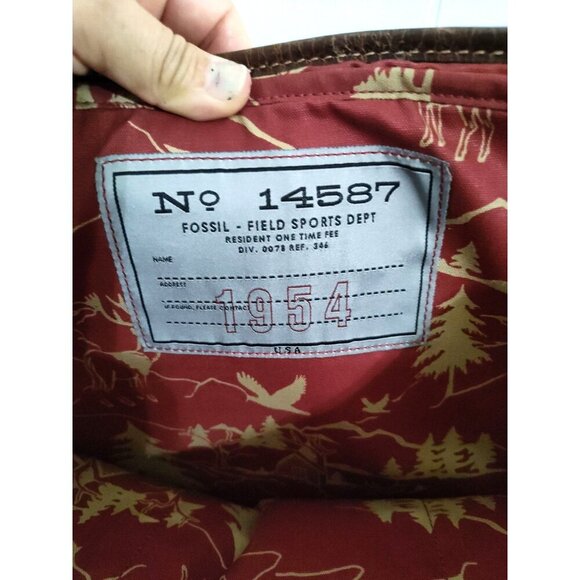 Nº 14587
FOSSIL - FIELD SPORTS DEPT
RESIDENT ONE TIME FEE
DIV. 0078 REF. 346
NAME
ADDRESS
IF FOUND, PLEASE CONTACT
1954
USA